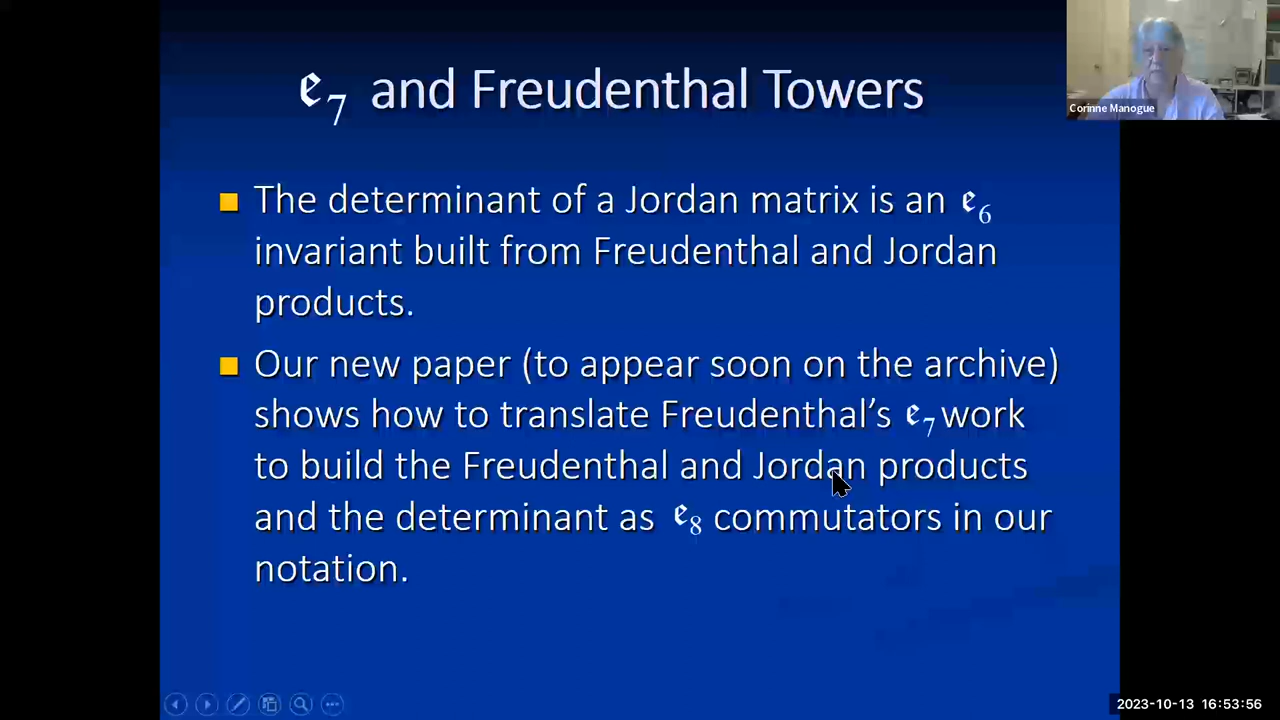 𝔢₇ and Freudenthal Towers
Corinne Manogue
The determinant of a Jordan matrix is an 𝔢₆
invariant built from Freudenthal and Jordan
products.
Our new paper (to appear soon on the archive)
shows how to translate Freudenthal’s 𝔢₇ work
to build the Freudenthal and Jordan products
and the determinant as 𝔢₈ commutators in our
notation.
2023-10-13 16:53:56